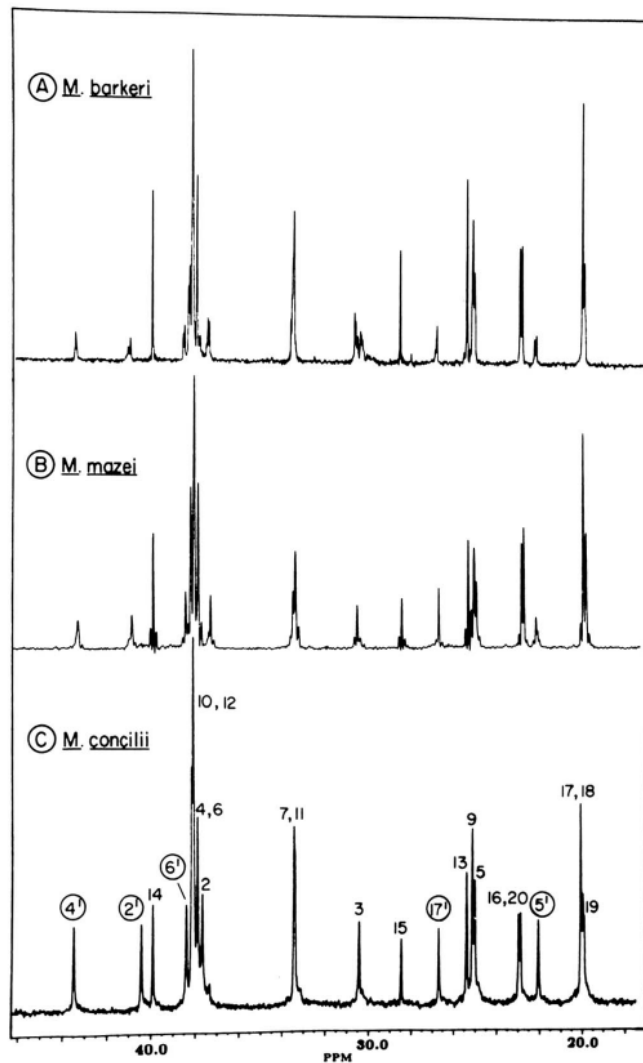 A M. barkeri
B M. mazei
C M. concilii
10, 12
17, 18
4, 6
7, 11
9
6' 2
13 5
16, 20 5'
4' 2' 14 3 15 17' 19
40.0 30.0 20.0
PPM